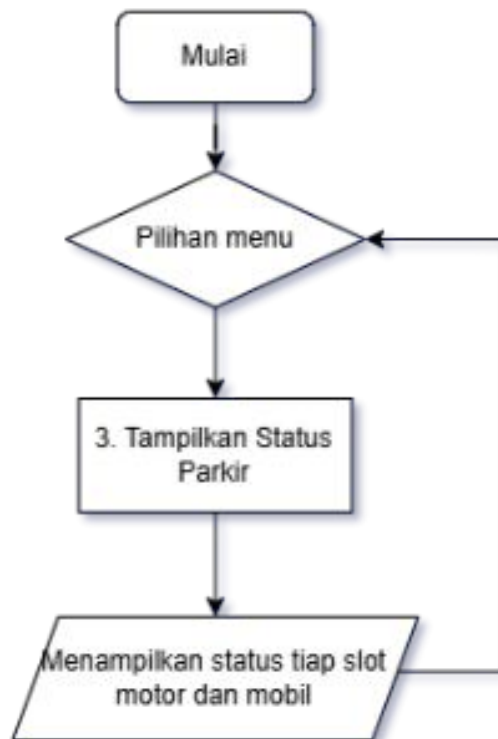 Mulai
Pilihan menu
3. Tampilkan Status
Parkir
Menampilkan status tiap slot
motor dan mobil